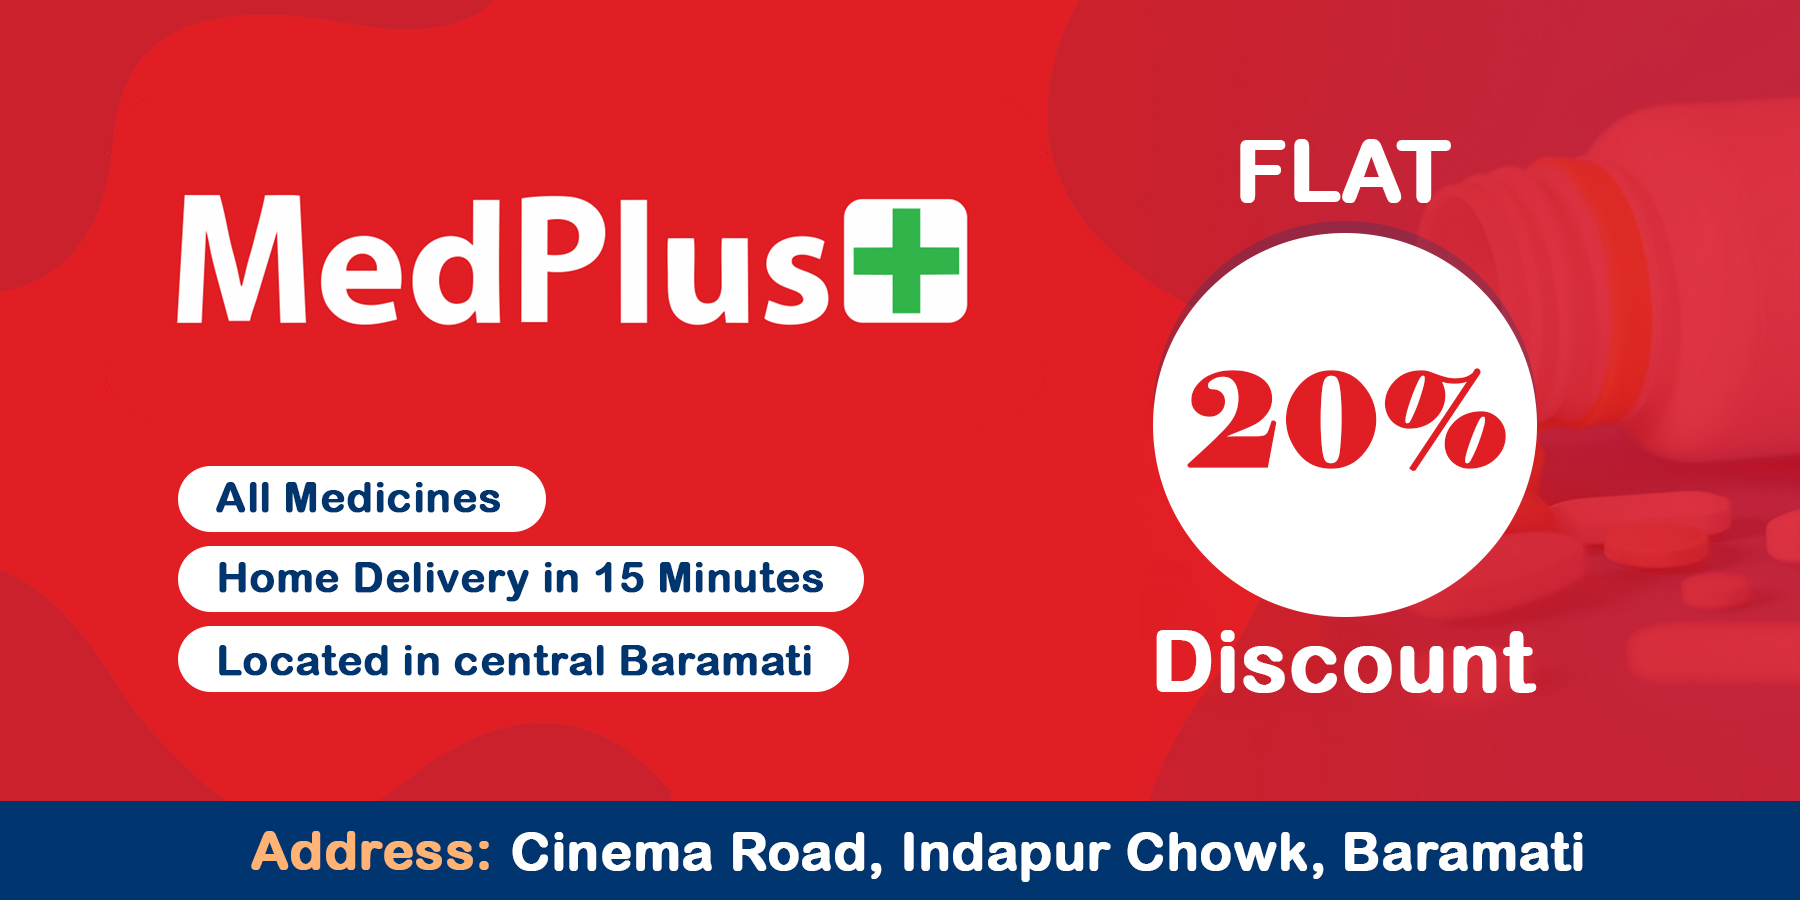 MedPlus
All Medicines
Home Delivery in 15 Minutes
Located in central Baramati
FLAT
20%
Discount
Address: Cinema Road, Indapur Chowk, Baramati